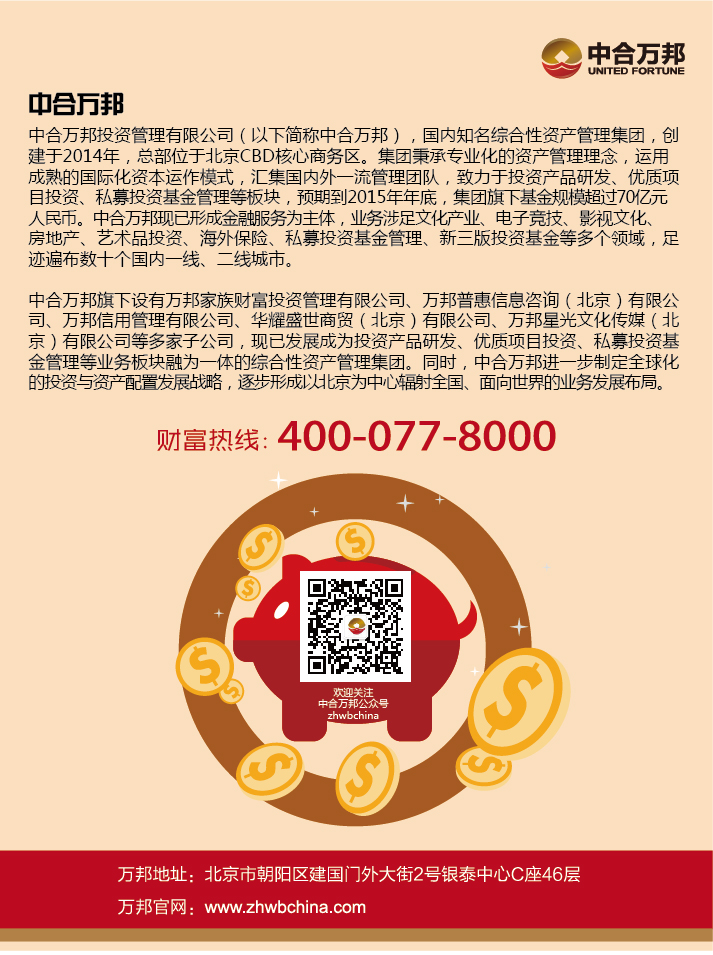 中合万邦
UNITED FORTUNE
中合万邦
中合万邦投资管理有限公司（以下简称中合万邦），国内知名综合性资产管理集团，创
建于2014年，总部位于北京CBD核心商务区。集团秉承专业化的资产管理理念，运用
成熟的国际化资本运作模式，汇集国内外一流管理团队，致力于投资产品研发、优质项
目投资、私募投资基金管理等板块，预期到2015年年底，集团旗下基金规模超过70亿元
人民币。中合万邦现已形成金融服务为主体，业务涉足文化产业、电子竞技、影视文化、
房地产、艺术品投资、海外保险、私募投资基金管理、新三版投资基金等多个领域，足
迹遍布数十个国内一线、二线城市。
中合万邦旗下设有万邦家族财富投资管理有限公司、万邦普惠信息咨询（北京）有限公
司、万邦信用管理有限公司、华耀盛世商贸（北京）有限公司、万邦星光文化传媒（北
京）有限公司等多家子公司，现已发展成为投资产品研发、优质项目投资、私募投资基
金管理等业务板块融为一体的综合性资产管理集团。同时，中合万邦进一步制定全球化
的投资与资产配置发展战略，逐步形成以北京为中心辐射全国、面向世界的业务发展布局。
财富热线：400-077-8000
欢迎关注
中合万邦公众号
zhwbchina
万邦地址：北京市朝阳区建国门外大街2号银泰中心C座46层
万邦官网：www.zhwbchina.com